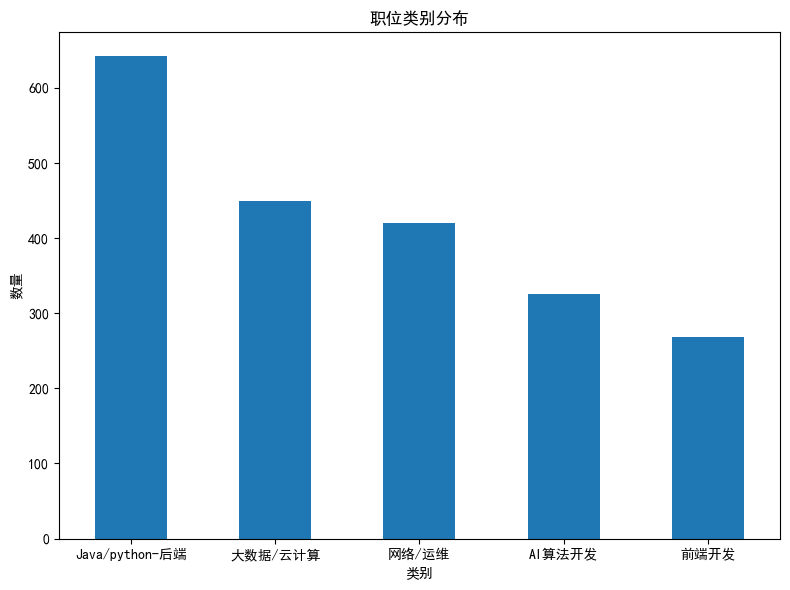 职位类别分布
数量
600
500
400
300
200
100
0
Java/python-后端
大数据/云计算
网络/运维
AI算法开发
前端开发
类别